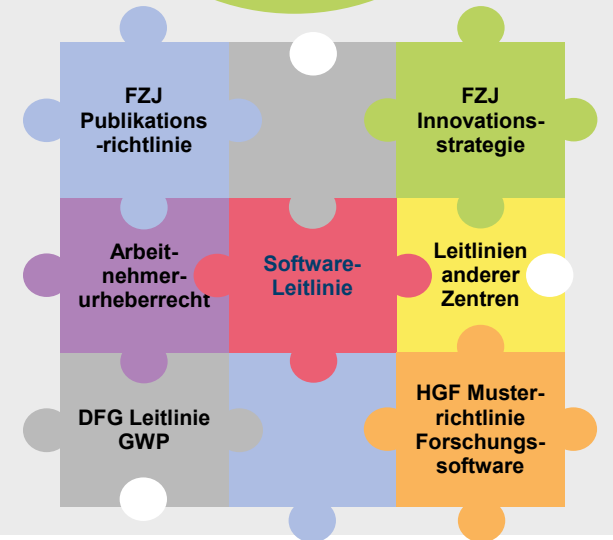 FZJ
Publikations
-richtlinie
FZJ
Innovations-
strategie
Arbeit-
nehmer-
urheberrecht
Software-
Leitlinie
Leitlinien
anderer
Zentren
DFG Leitlinie
GWP
HGF Muster-
richtlinie
Forschungs-
software